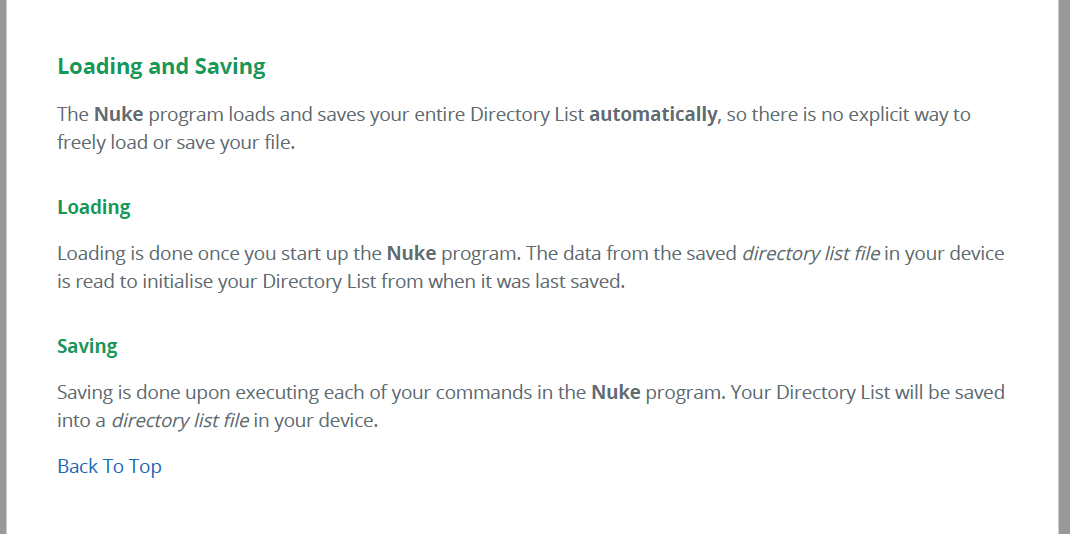 Loading and Saving
The Nuke program loads and saves your entire Directory List automatically, so there is no explicit way to
freely load or save your file.
Loading
Loading is done once you start up the Nuke program. The data from the saved directory list file in your device
is read to initialise your Directory List from when it was last saved.
Saving
Saving is done upon executing each of your commands in the Nuke program. Your Directory List will be saved
into a directory list file in your device.
Back To Top